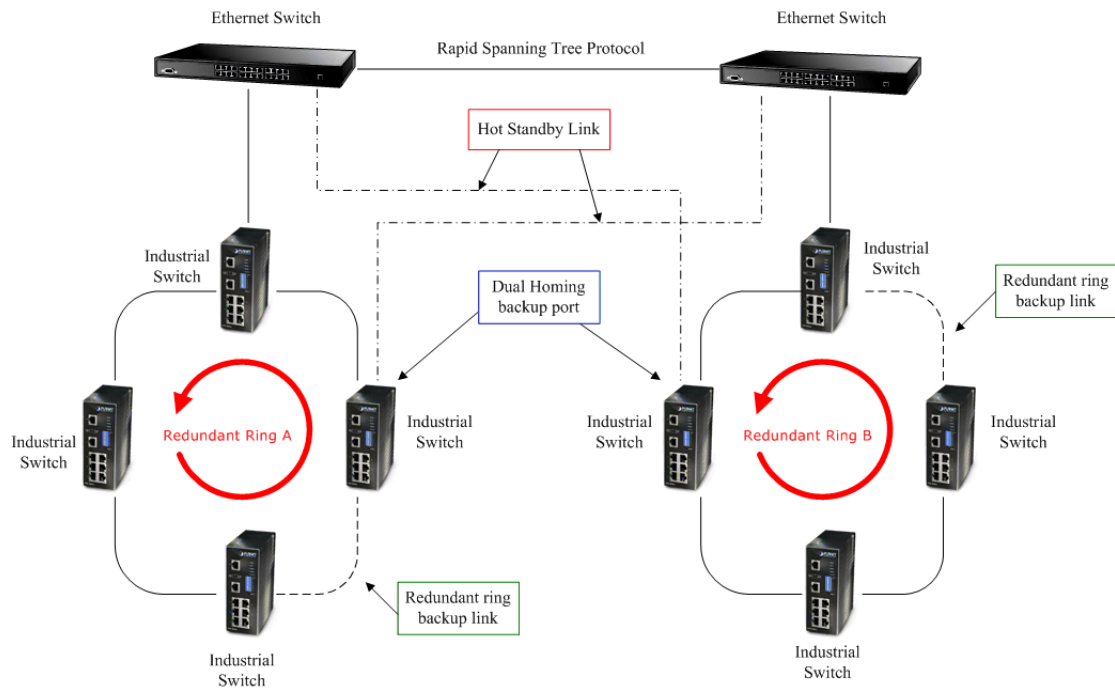 Ethernet Switch
Ethernet Switch
Rapid Spanning Tree Protocol
Hot Standby Link
Industrial
Switch
Industrial
Switch
Dual Homing
backup port
Redundant ring
backup link
Industrial
Switch
Redundant Ring A
Industrial
Switch
Industrial
Switch
Redundant Ring B
Industrial
Switch
Redundant ring
backup link
Industrial
Switch
Industrial
Switch